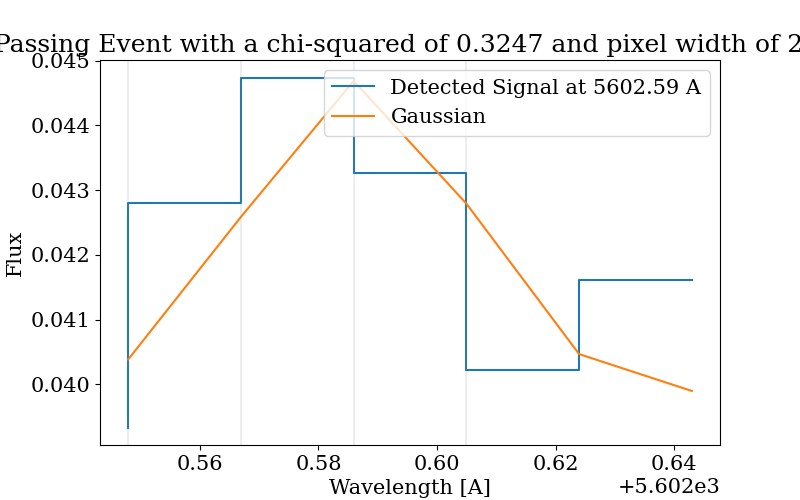 Passing Event with a chi-squared of 0.3247 and pixel width of 2
Detected Signal at 5602.59 A
Gaussian
Flux
0.045
0.044
0.043
0.042
0.041
0.040
0.56 0.58 0.60 0.62 0.64
Wavelength [A]
+5.602e3